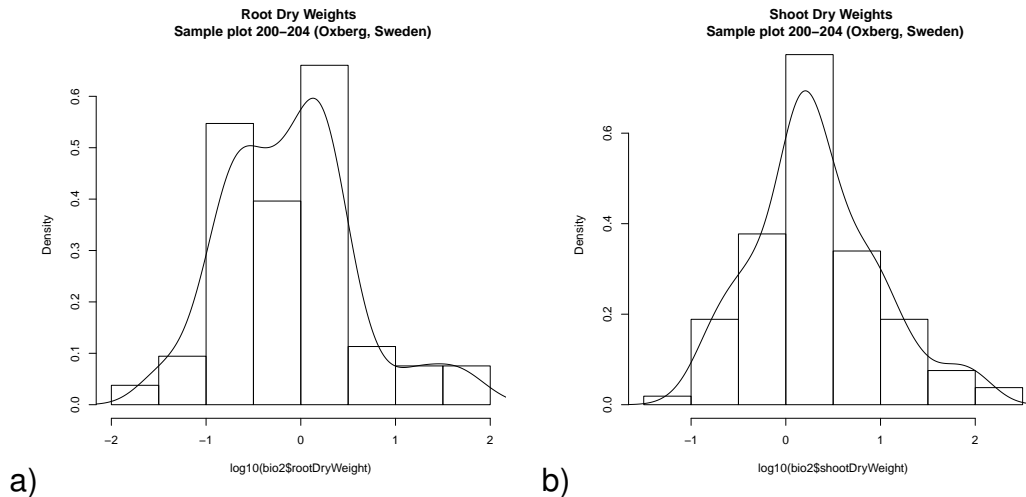 Root Dry Weights
Sample plot 200−204 (Oxberg, Sweden)
Density
0.0 0.1 0.2 0.3 0.4 0.5 0.6
−2 −1 0 1 2
log10(bio2$rootDryWeight)
a)
Shoot Dry Weights
Sample plot 200−204 (Oxberg, Sweden)
Density
0.0 0.2 0.4 0.6
−1 0 1 2
log10(bio2$shootDryWeight)
b)